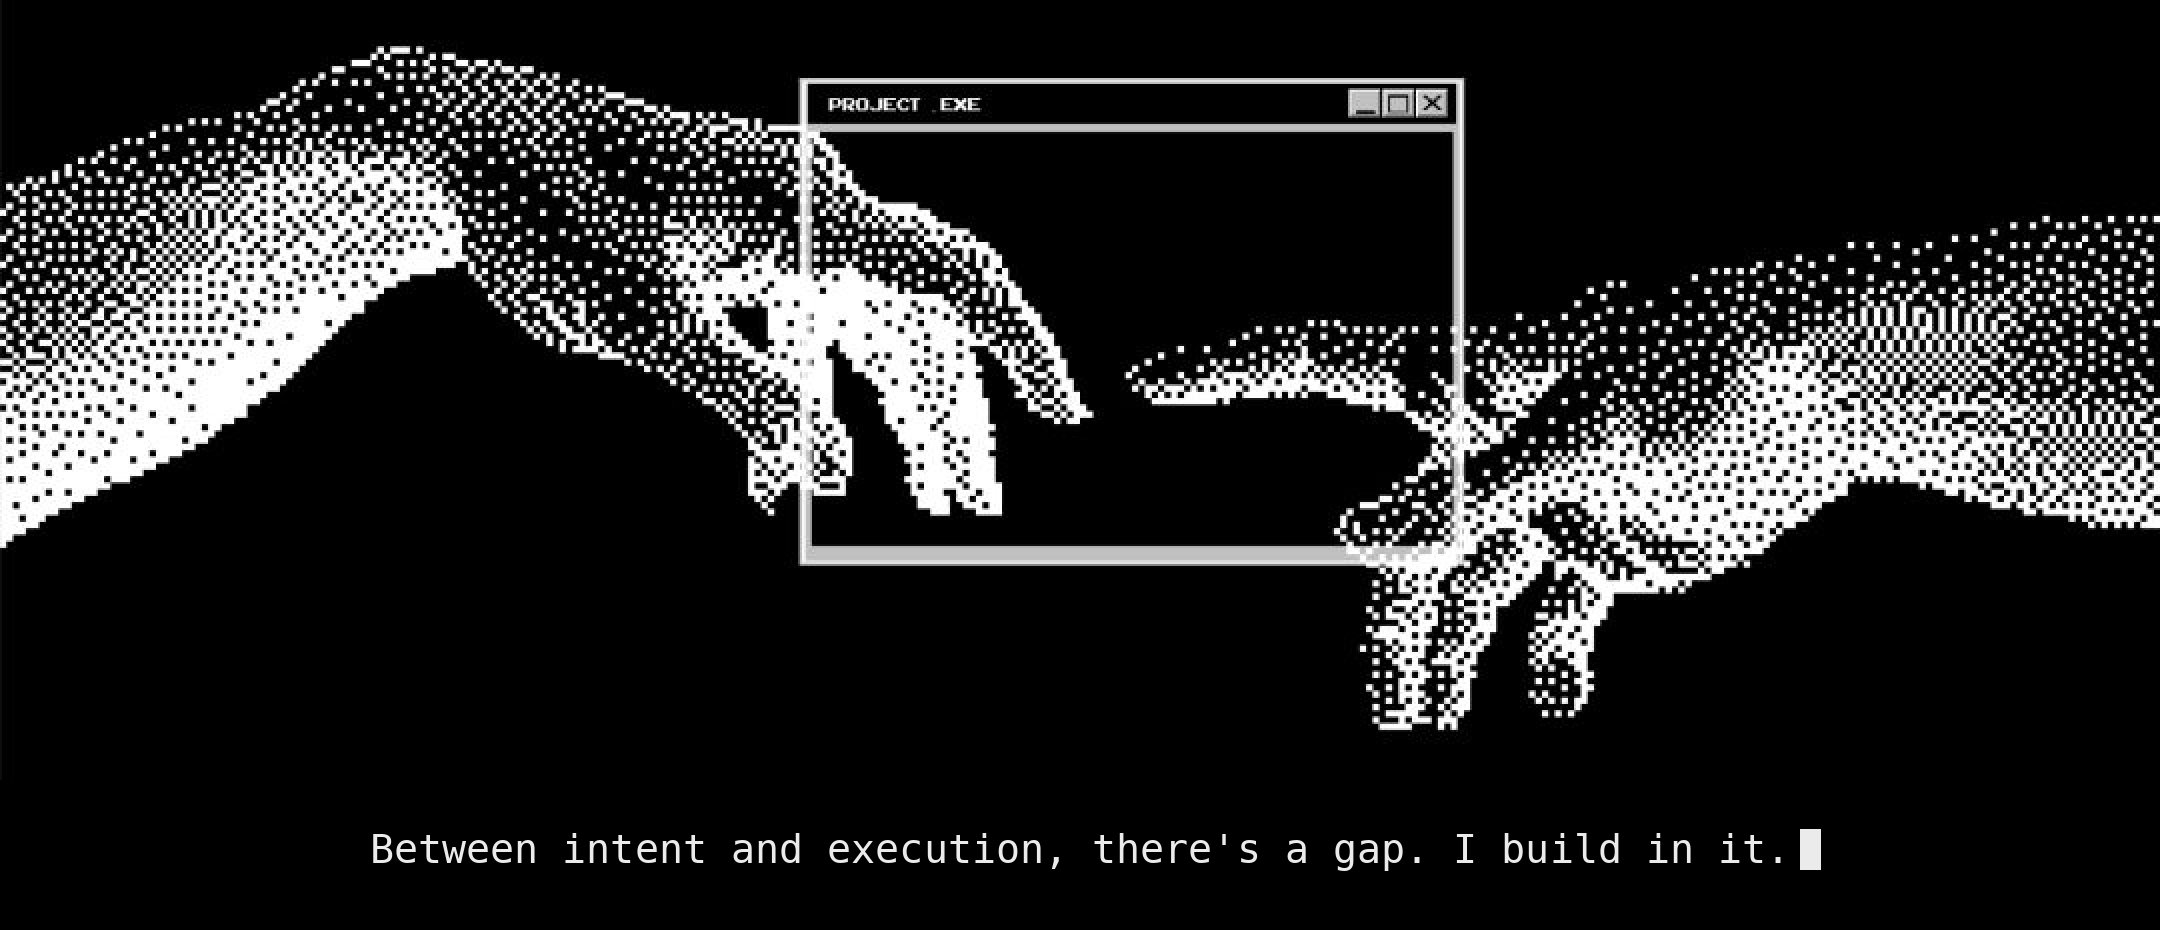 PROJECT .EXE
Between intent and execution, there's a gap. I build in it.